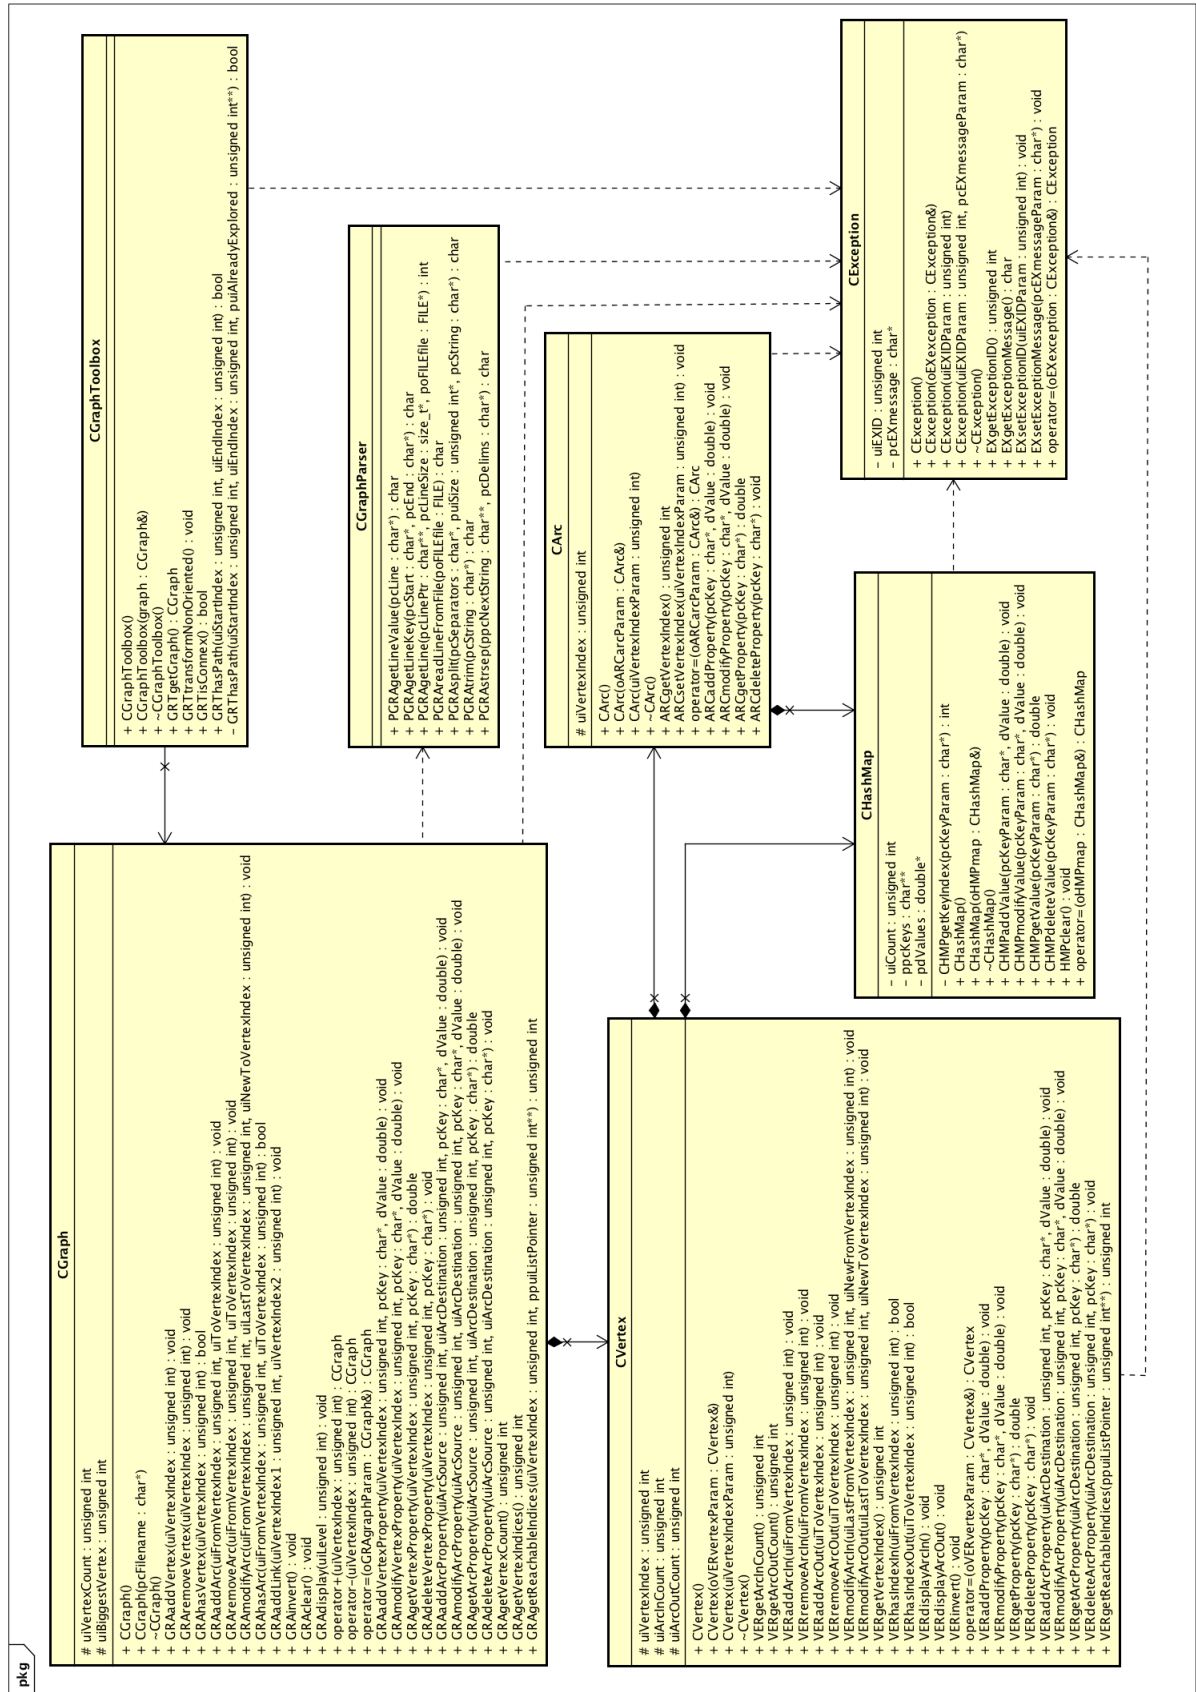 pkg
CGraph
# uiVertexCount : unsigned int
# uiBiggestVertex : unsigned int
+ CGraph()
+ CGraph(pcFilename : char*)
~ ~CGraph()
+ GRAaddVertex(uiVertexIndex : unsigned int) : void
+ GRAremoveVertex(uiVertexIndex : unsigned int) : void
+ GRAhasVertex(uiVertexIndex : unsigned int) : bool
+ GRAaddArc(uiFromVertexIndex : unsigned int, uiToVertexIndex : unsigned int) : void
+ GRAremoveArc(uiFromVertexIndex : unsigned int, uiToVertexIndex : unsigned int) : void
+ GRAmodifyArc(uiFromVertexIndex : unsigned int, uiLastToVertexIndex : unsigned int, uiNewToVertexIndex : unsigned int) : void
+ GRAhasArc(uiFromVertexIndex : unsigned int, uiToVertexIndex : unsigned int) : bool
+ GRAaddLink(uiVertexIndex1 : unsigned int, uiVertexIndex2 : unsigned int) : void
+ GRAinvert() : void
+ GRAclear() : void
+ GRAdisplay(uiLevel : unsigned int) : void
+ operator+(uiVertexIndex : unsigned int) : CGraph
+ operator-(uiVertexIndex : unsigned int) : CGraph
+ operator=(oGRAgraphParam : CGraph&) : CGraph
+ GRAaddVertexProperty(uiVertexIndex : unsigned int, pcKey : char*, dValue : double) : void
+ GRAmodifyVertexProperty(uiVertexIndex : unsigned int, pcKey : char*, dValue : double) : void
+ GRAgetVertexProperty(uiVertexIndex : unsigned int, pcKey : char*) : double
+ GRAdeleteVertexProperty(uiVertexIndex : unsigned int, pcKey : char*) : void
+ GRAaddArcProperty(uiArcSource : unsigned int, uiArcDestination : unsigned int, pcKey : char*, dValue : double) : void
+ GRAmodifyArcProperty(uiArcSource : unsigned int, uiArcDestination : unsigned int, pcKey : char*, dValue : double) : void
+ GRAgetArcProperty(uiArcSource : unsigned int, uiArcDestination : unsigned int, pcKey : char*) : double
+ GRAdeleteArcProperty(uiArcSource : unsigned int, uiArcDestination : unsigned int, pcKey : char*) : void
+ GRAgetVertexCount() : unsigned int
+ GRAgetVertexIndices() : unsigned int
+ GRAgetReachableIndices(uiVertexIndex : unsigned int, ppuiListPointer : unsigned int**) : unsigned int
CGraphToolbox
+ CGraphToolbox()
+ CGraphToolbox(graph : CGraph&)
~ ~CGraphToolbox()
+ GRTgetGraph() : CGraph
+ GRTtransformNonOriented() : void
+ GRTisConnex() : bool
+ GRThasPath(uiStartIndex : unsigned int, uiEndIndex : unsigned int) : bool
- GRThasPath(uiStartIndex : unsigned int, uiEndIndex : unsigned int, puiAlreadyExplored : unsigned int**) : bool
CGraphParser
+ PGRAgetLineValue(pcLine : char*) : char
+ PGRAgetLineKey(pcStart : char*, pcEnd : char*) : char
+ PGRAgetLine(pcLinePtr : char**, pcLineSize : size_t*, poFILEfile : FILE*) : int
+ PGRAreadLineFromFile(poFILEfile : FILE) : char
+ PGRAsplit(pcSeparators : char*, puiSize : unsigned int*, pcString : char*) : char
+ PGRAtrim(pcString : char*) : char
+ PGRAstrsep(ppcNextString : char**, pcDelims : char*) : char
CVertex
# uiVertexIndex : unsigned int
# uiArcInCount : unsigned int
# uiArcOutCount : unsigned int
+ CVertex()
+ CVertex(oVERvertexParam : CVertex&)
+ CVertex(uiVertexIndexParam : unsigned int)
~ ~CVertex()
+ VERgetArcInCount() : unsigned int
+ VERgetArcOutCount() : unsigned int
+ VERaddArcIn(uiFromVertexIndex : unsigned int) : void
+ VERremoveArcIn(uiFromVertexIndex : unsigned int) : void
+ VERaddArcOut(uiToVertexIndex : unsigned int) : void
+ VERremoveArcOut(uiToVertexIndex : unsigned int) : void
+ VERmodifyArcIn(uiLastFromVertexIndex : unsigned int, uiNewFromVertexIndex : unsigned int) : void
+ VERmodifyArcOut(uiLastToVertexIndex : unsigned int, uiNewToVertexIndex : unsigned int) : void
+ VERgetVertexIndex() : unsigned int
+ VERhasIndexIn(uiFromVertexIndex : unsigned int) : bool
+ VERhasIndexOut(uiToVertexIndex : unsigned int) : bool
+ VERdisplayArcIn() : void
+ VERdisplayArcOut() : void
+ VERinvert() : void
+ operator=(oVERvertexParam : CVertex&) : CVertex
+ VERaddProperty(pcKey : char*, dValue : double) : void
+ VERmodifyProperty(pcKey : char*, dValue : double) : void
+ VERgetProperty(pcKey : char*) : double
+ VERdeleteProperty(pcKey : char*) : void
+ VERaddArcProperty(uiArcDestination : unsigned int, pcKey : char*, dValue : double) : void
+ VERmodifyArcProperty(uiArcDestination : unsigned int, pcKey : char*, dValue : double) : void
+ VERgetArcProperty(uiArcDestination : unsigned int, pcKey : char*) : double
+ VERdeleteArcProperty(uiArcDestination : unsigned int, pcKey : char*) : void
+ VERgetReachableIndices(ppuiListPointer : unsigned int**) : unsigned int
CArc
# uiVertexIndex : unsigned int
+ CArc()
+ CArc(oARCarcParam : CArc&)
+ CArc(uiVertexIndexParam : unsigned int)
~ ~CArc()
+ ARCgetVertexIndex() : unsigned int
+ ARCsetVertexIndex(uiVertexIndexParam : unsigned int) : void
+ operator=(oARCarcParam : CArc&) : CArc
+ ARCaddProperty(pcKey : char*, dValue : double) : void
+ ARCmodifyProperty(pcKey : char*, dValue : double) : void
+ ARCgetProperty(pcKey : char*) : double
+ ARCdeleteProperty(pcKey : char*) : void
CHashMap
- uiCount : unsigned int
- ppcKeys : char**
- pdValues : double*
- CHMPgetKeyIndex(pcKeyParam : char*) : int
+ CHashMap()
+ CHashMap(oHMPmap : CHashMap&)
~ ~CHashMap()
+ CHMPaddValue(pcKeyParam : char*, dValue : double) : void
+ CHMPmodifyValue(pcKeyParam : char*, dValue : double) : void
+ CHMPgetValue(pcKeyParam : char*) : double
+ CHMPdeleteValue(pcKeyParam : char*) : void
+ HMPclear() : void
+ operator=(oHMPmap : CHashMap&) : CHashMap
CException
- uiEXID : unsigned int
- pcEXmessage : char*
+ CException()
+ CException(oEXexception : CException&)
+ CException(uiEXIDParam : unsigned int)
+ CException(uiEXIDParam : unsigned int, pcEXmessageParam : char*)
~ ~CException()
+ EXgetExceptionID() : unsigned int
+ EXgetExceptionMessage() : char
+ EXsetExceptionID(uiEXIDParam : unsigned int) : void
+ EXsetExceptionMessage(pcEXmessageParam : char*) : void
+ operator=(oEXexception : CException&) : CException